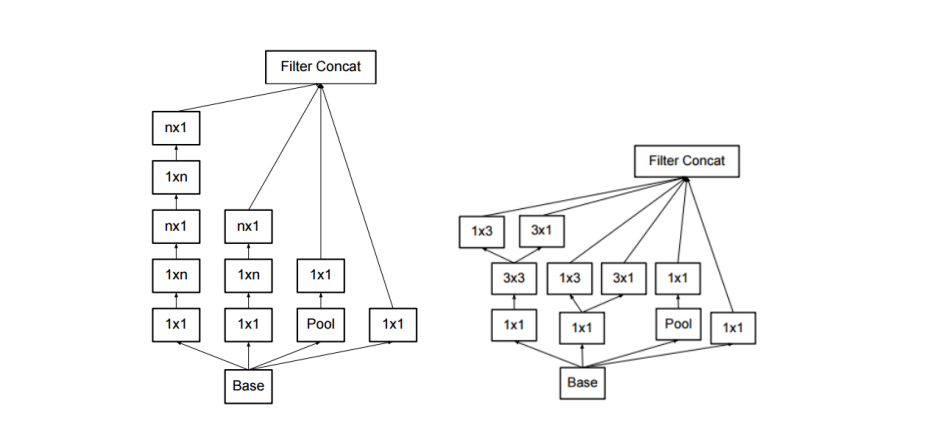 Filter Concat
nx1
1xn
nx1 nx1
1xn 1xn 1x1
1x1 1x1 Pool 1x1
Base
Filter Concat
1x3 3x1
3x3 1x3 3x1 1x1
1x1 1x1 Pool 1x1
Base